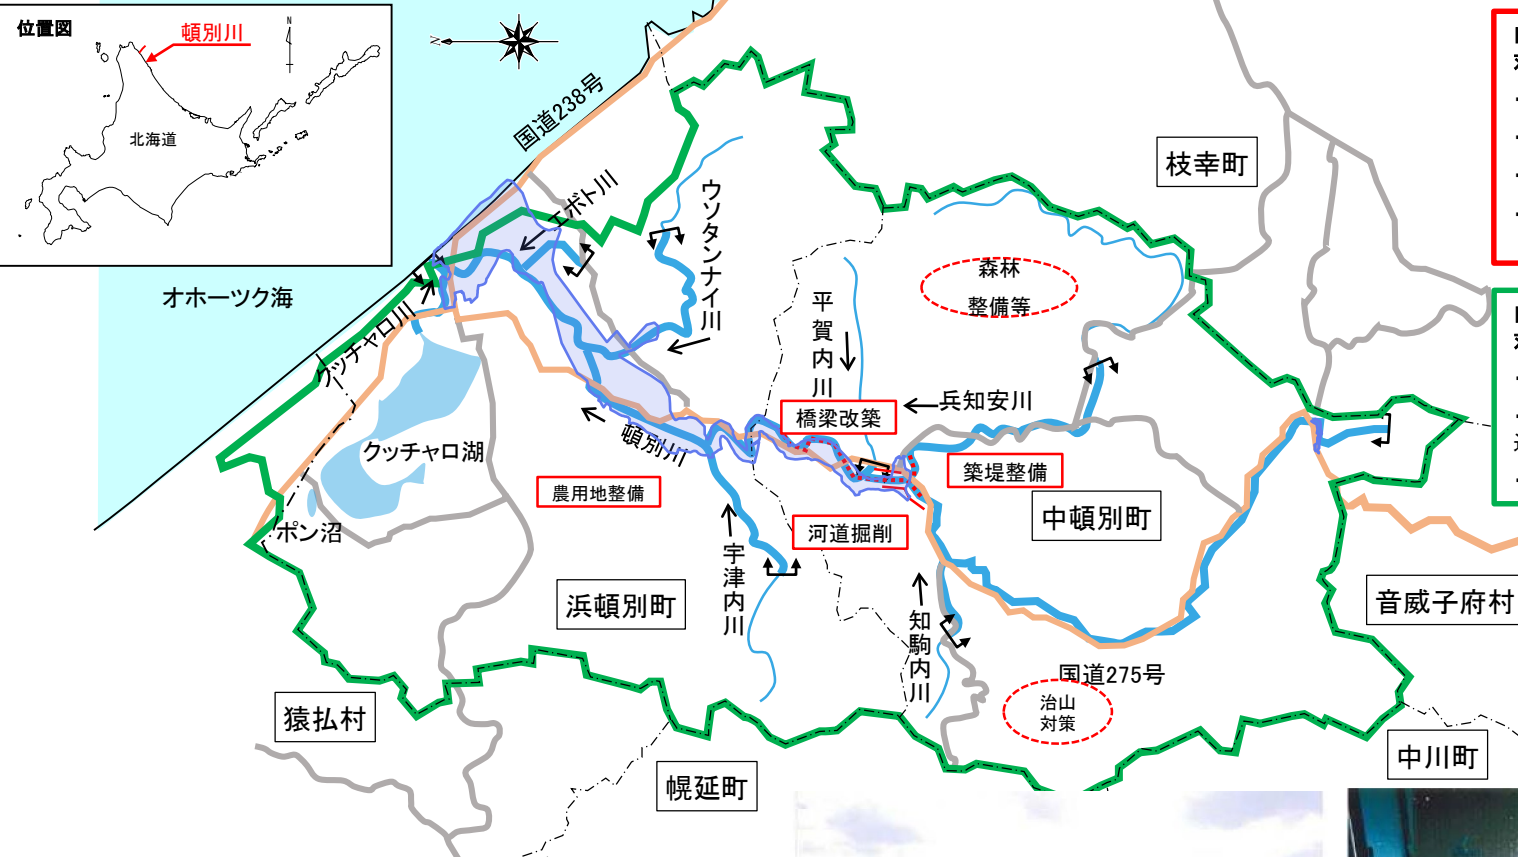 位置図
頓別川
N
北海道
N
国道238号
枝幸町
エボト川
ウソタンナイ川
オホーツク海
クッチャロ川
平賀内川
森林
整備等
橋梁改築
兵知安川
頓別川
クッチャロ湖
築堤整備
農用地整備
河道掘削
中頓別町
ポン沼
宇津内川
浜頓別町
知駒内川
音威子府村
国道275号
治山
対策
猿払村
中川町
幌延町